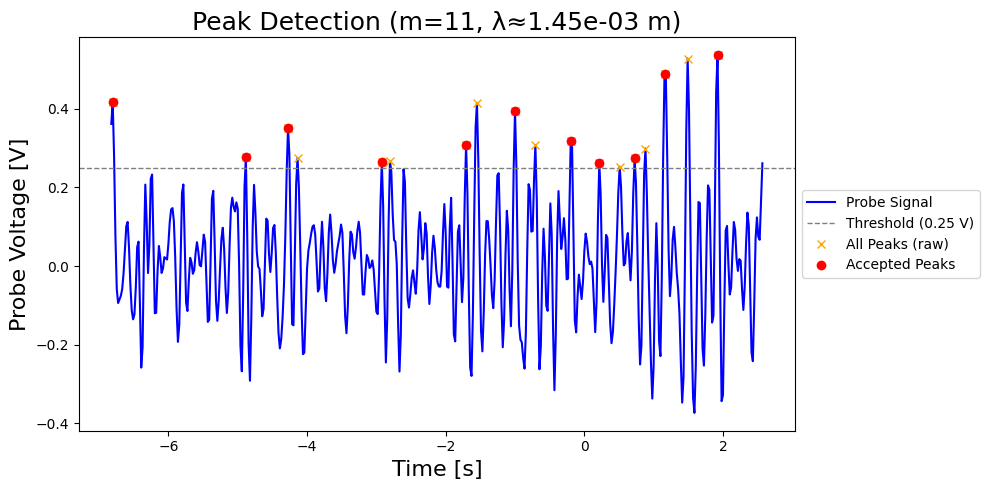 Peak Detection (m=11, λ≈1.45e-03 m)
Probe Voltage [V]
0.4
0.2
0.0
−0.2
−0.4
−6
−4
−2
0
2
Time [s]
Probe Signal
Threshold (0.25 V)
All Peaks (raw)
Accepted Peaks